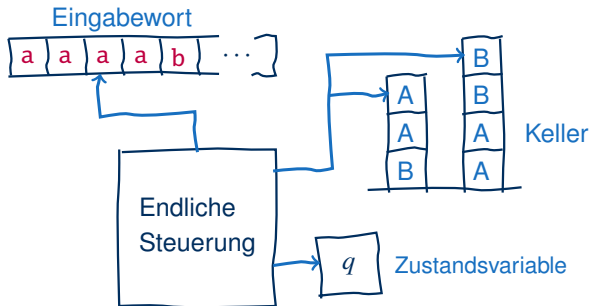 Eingabewort
a a a a b ⋯
B
A B
A A Keller
B A
Endliche
Steuerung
q Zustandsvariable